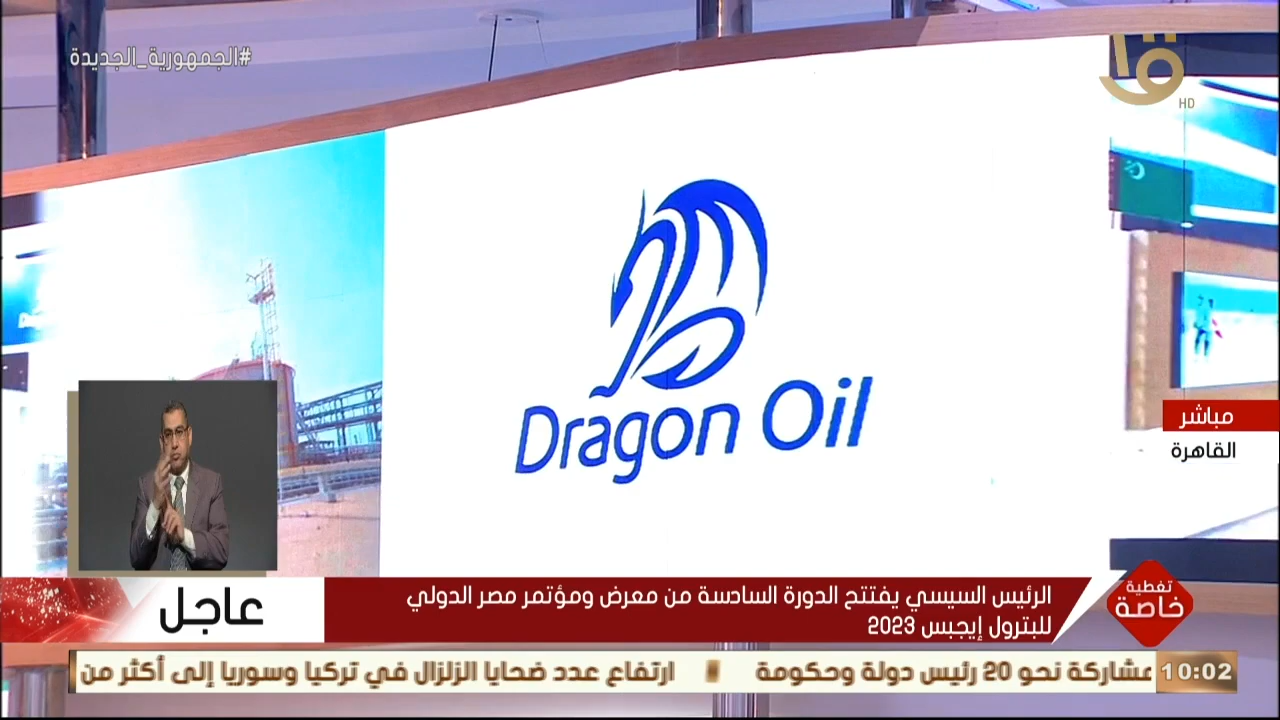 #الجمهورية_الجديدة
HD
Dragon Oil
مباشر
القاهرة
تغطية
خاصة
عاجل
الرئيس السيسي يفتتح الدورة السادسة من معرض ومؤتمر مصر الدولي
للبترول إيجبس 2023
10:02
مشاركة نحو 20 رئيس دولة وحكومة ارتفاع عدد ضحايا الزلزال في تركيا وسوريا إلى أكثر من